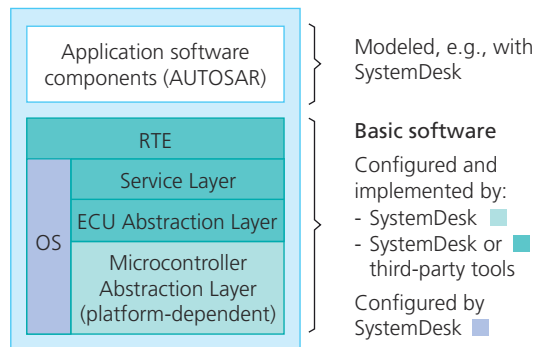 Application software
components (AUTOSAR)
Modeled, e.g., with
SystemDesk
RTE
OS
Service Layer
ECU Abstraction Layer
Microcontroller
Abstraction Layer
(platform-dependent)
Basic software
Configured and
implemented by:
- SystemDesk
- SystemDesk or
third-party tools
Configured by
SystemDesk